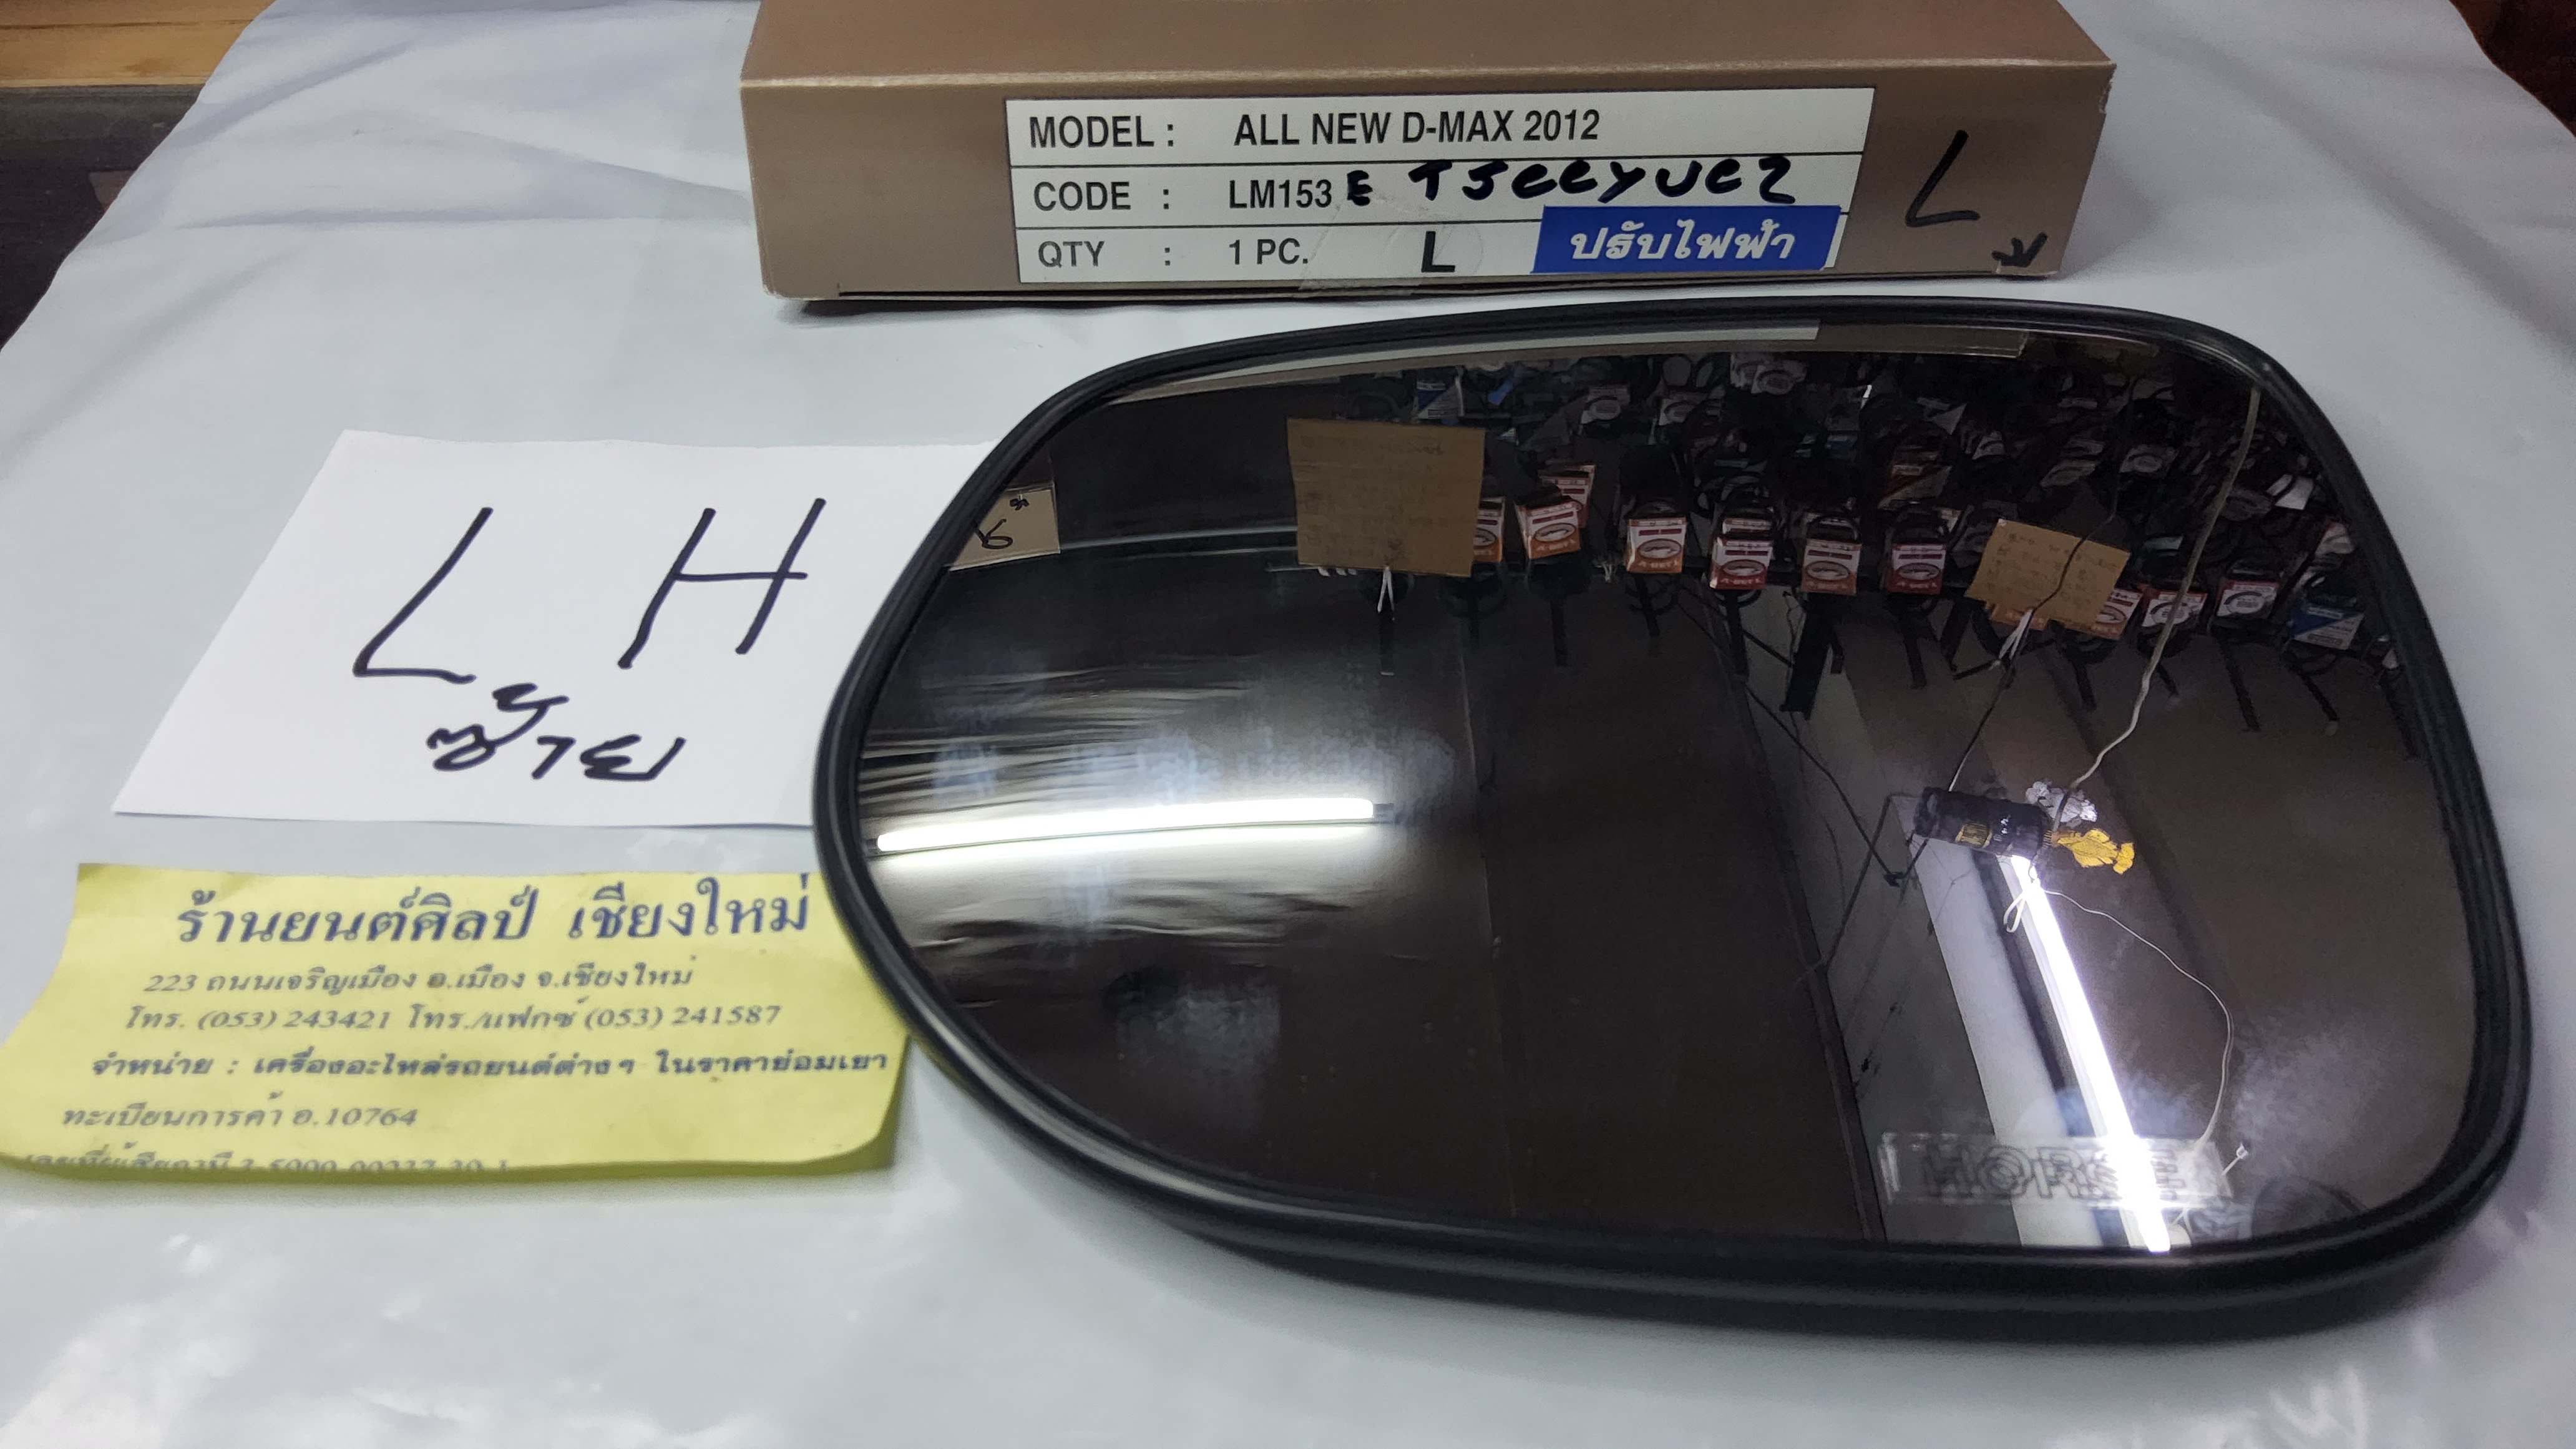 MODEL : ALL NEW D-MAX 2012
CODE : LM153 E TJEEYUEZ
QTY : 1 PC. L ปรับไฟฟ้า
L
L H
ซ้าย
ร้านยนต์ศิลป์ เชียงใหม่
223 ถนนเจริญเมือง อ.เมือง จ.เชียงใหม่
โทร. (053) 243421 โทร./แฟกซ์ (053) 241587
จำหน่าย : เครื่องอะไหล่รถยนต์ต่างๆ ในราคาย่อมเยา
ทะเบียนการค้า อ.10764
HORSE